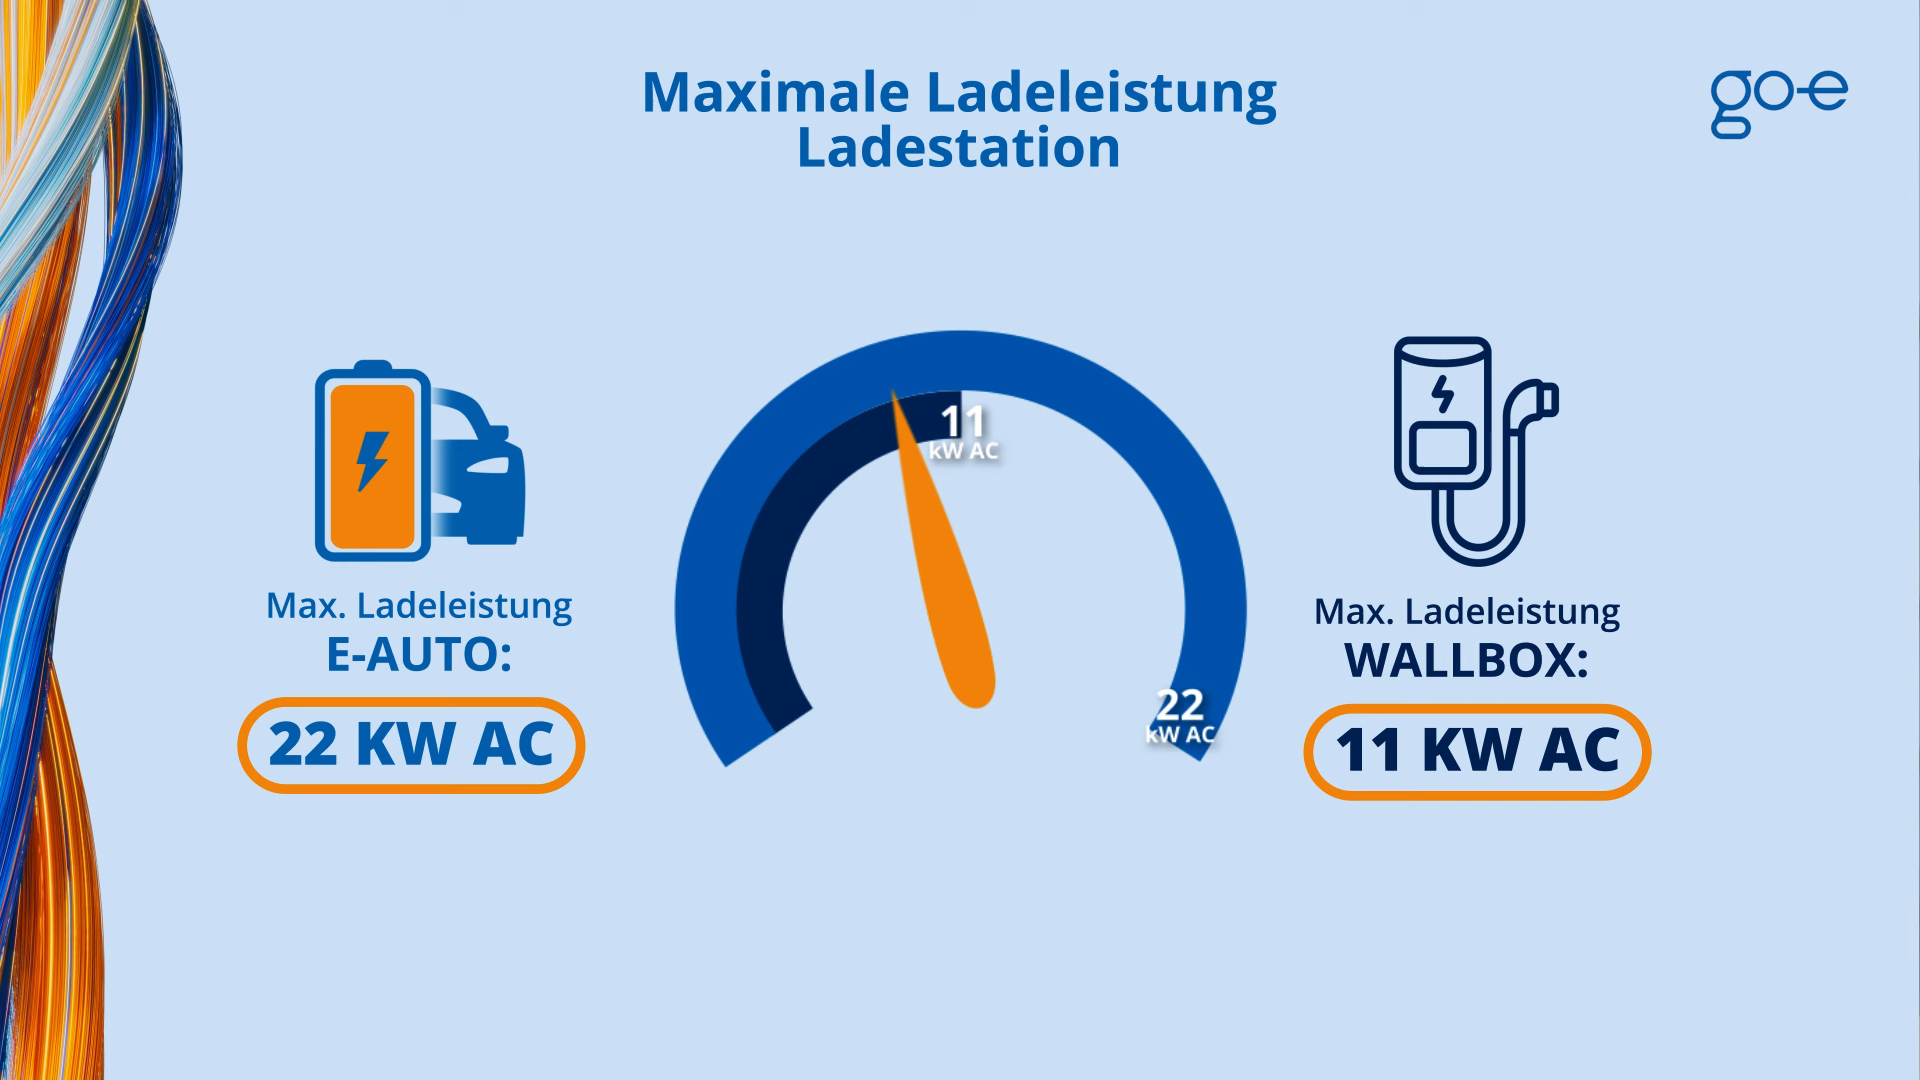 Maximale Ladeleistung
Ladestation
go-e
11
kW AC
22
kW AC
Max. Ladeleistung
E-AUTO:
22 KW AC
Max. Ladeleistung
WALLBOX:
11 KW AC